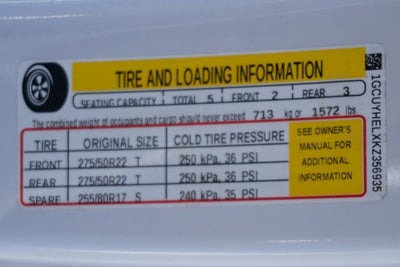 TIRE AND LOADING INFORMATION
SEATING CAPACITY TOTAL 5 FRONT 2 REAR 3
The combined weight of occupants and cargo should never exceed 713 kg or 1572 lbs.
TIRE ORIGINAL SIZE COLD TIRE PRESSURE
FRONT 275/50R22 T 250 kPa, 36 PSI
REAR 275/50R22 T 250 kPa, 36 PSI
SPARE 255/80R17 S 240 kPa, 35 PSI
SEE OWNER'S
MANUAL FOR
ADDITIONAL
INFORMATION
1GCUYHELXKZ356935